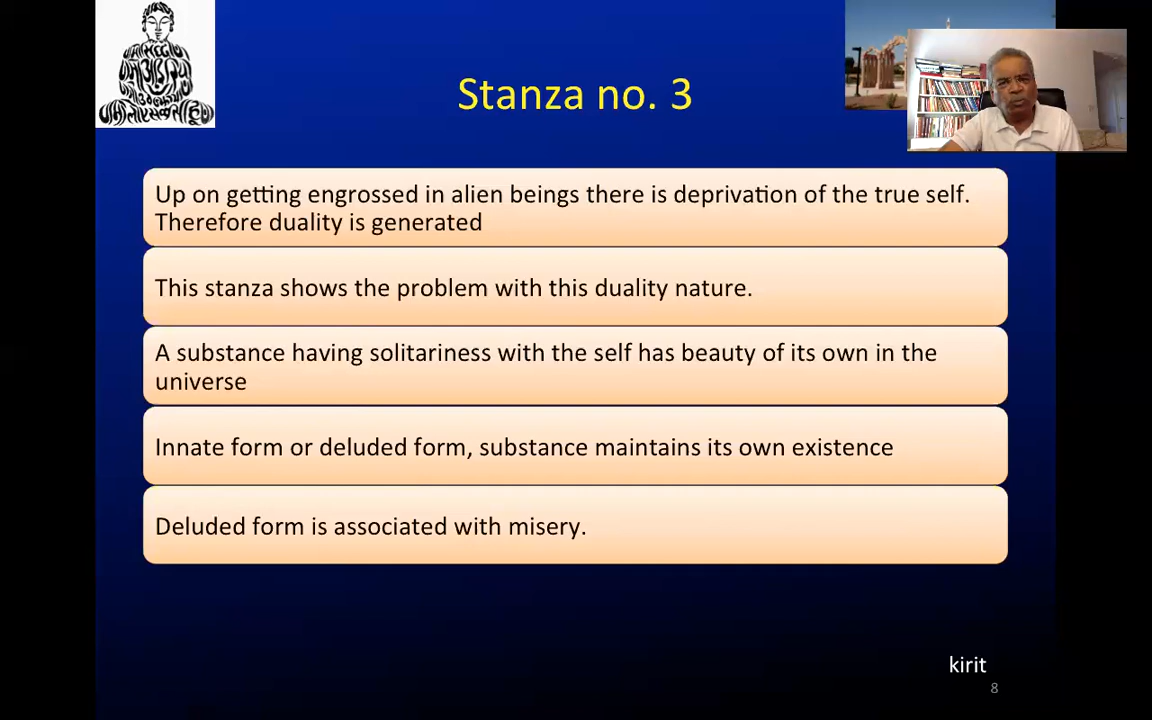 Stanza no. 3
Up on getting engrossed in alien beings there is deprivation of the true self.
Therefore duality is generated
This stanza shows the problem with this duality nature.
A substance having solitariness with the self has beauty of its own in the
universe
Innate form or deluded form, substance maintains its own existence
Deluded form is associated with misery.
kirit
8